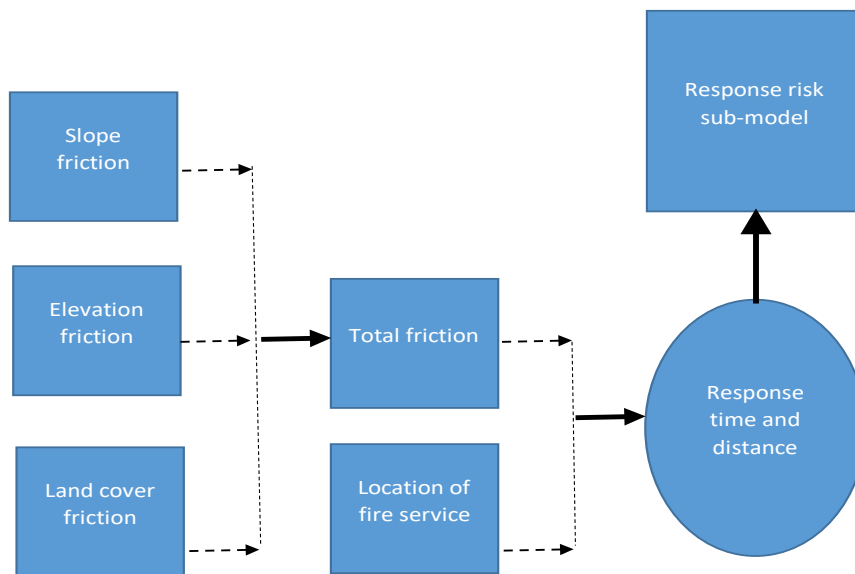 Response risk
sub-model
Slope
friction
Elevation
friction
Total friction
Land cover
friction
Location of
fire service
Response
time and
distance